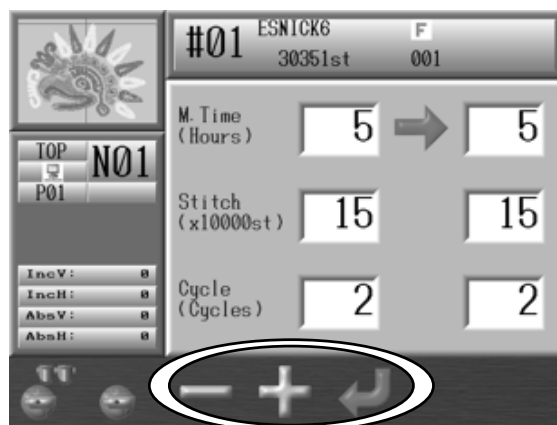 #01 ESNICK6 F
30351st 001
TOP N01
P01
IncV: 0
IncH: 0
AbsV: 0
AbsH: 0
M.Time
(Hours) 5 5
Stitch
(x10000st) 15 15
Cycle
(Cycles) 2 2